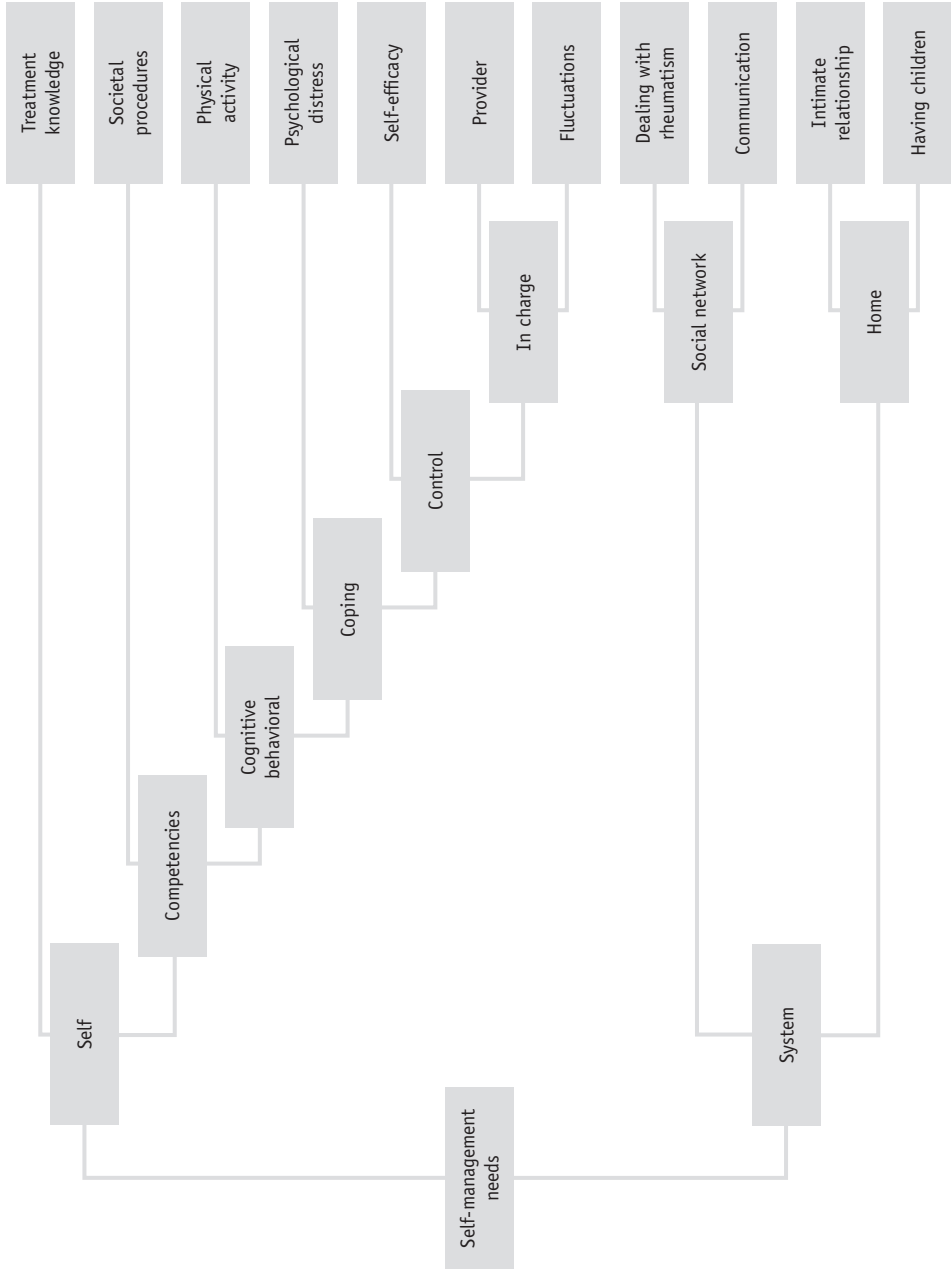 Self-management
needs
Self
System
Competencies
Cognitive
behavioral
Coping
Control
In charge
Social network
Home
Treatment
knowledge
Societal
procedures
Physical
activity
Psychological
distress
Self-efficacy
Provider
Fluctuations
Dealing with
rheumatism
Communication
Intimate
relationship
Having children